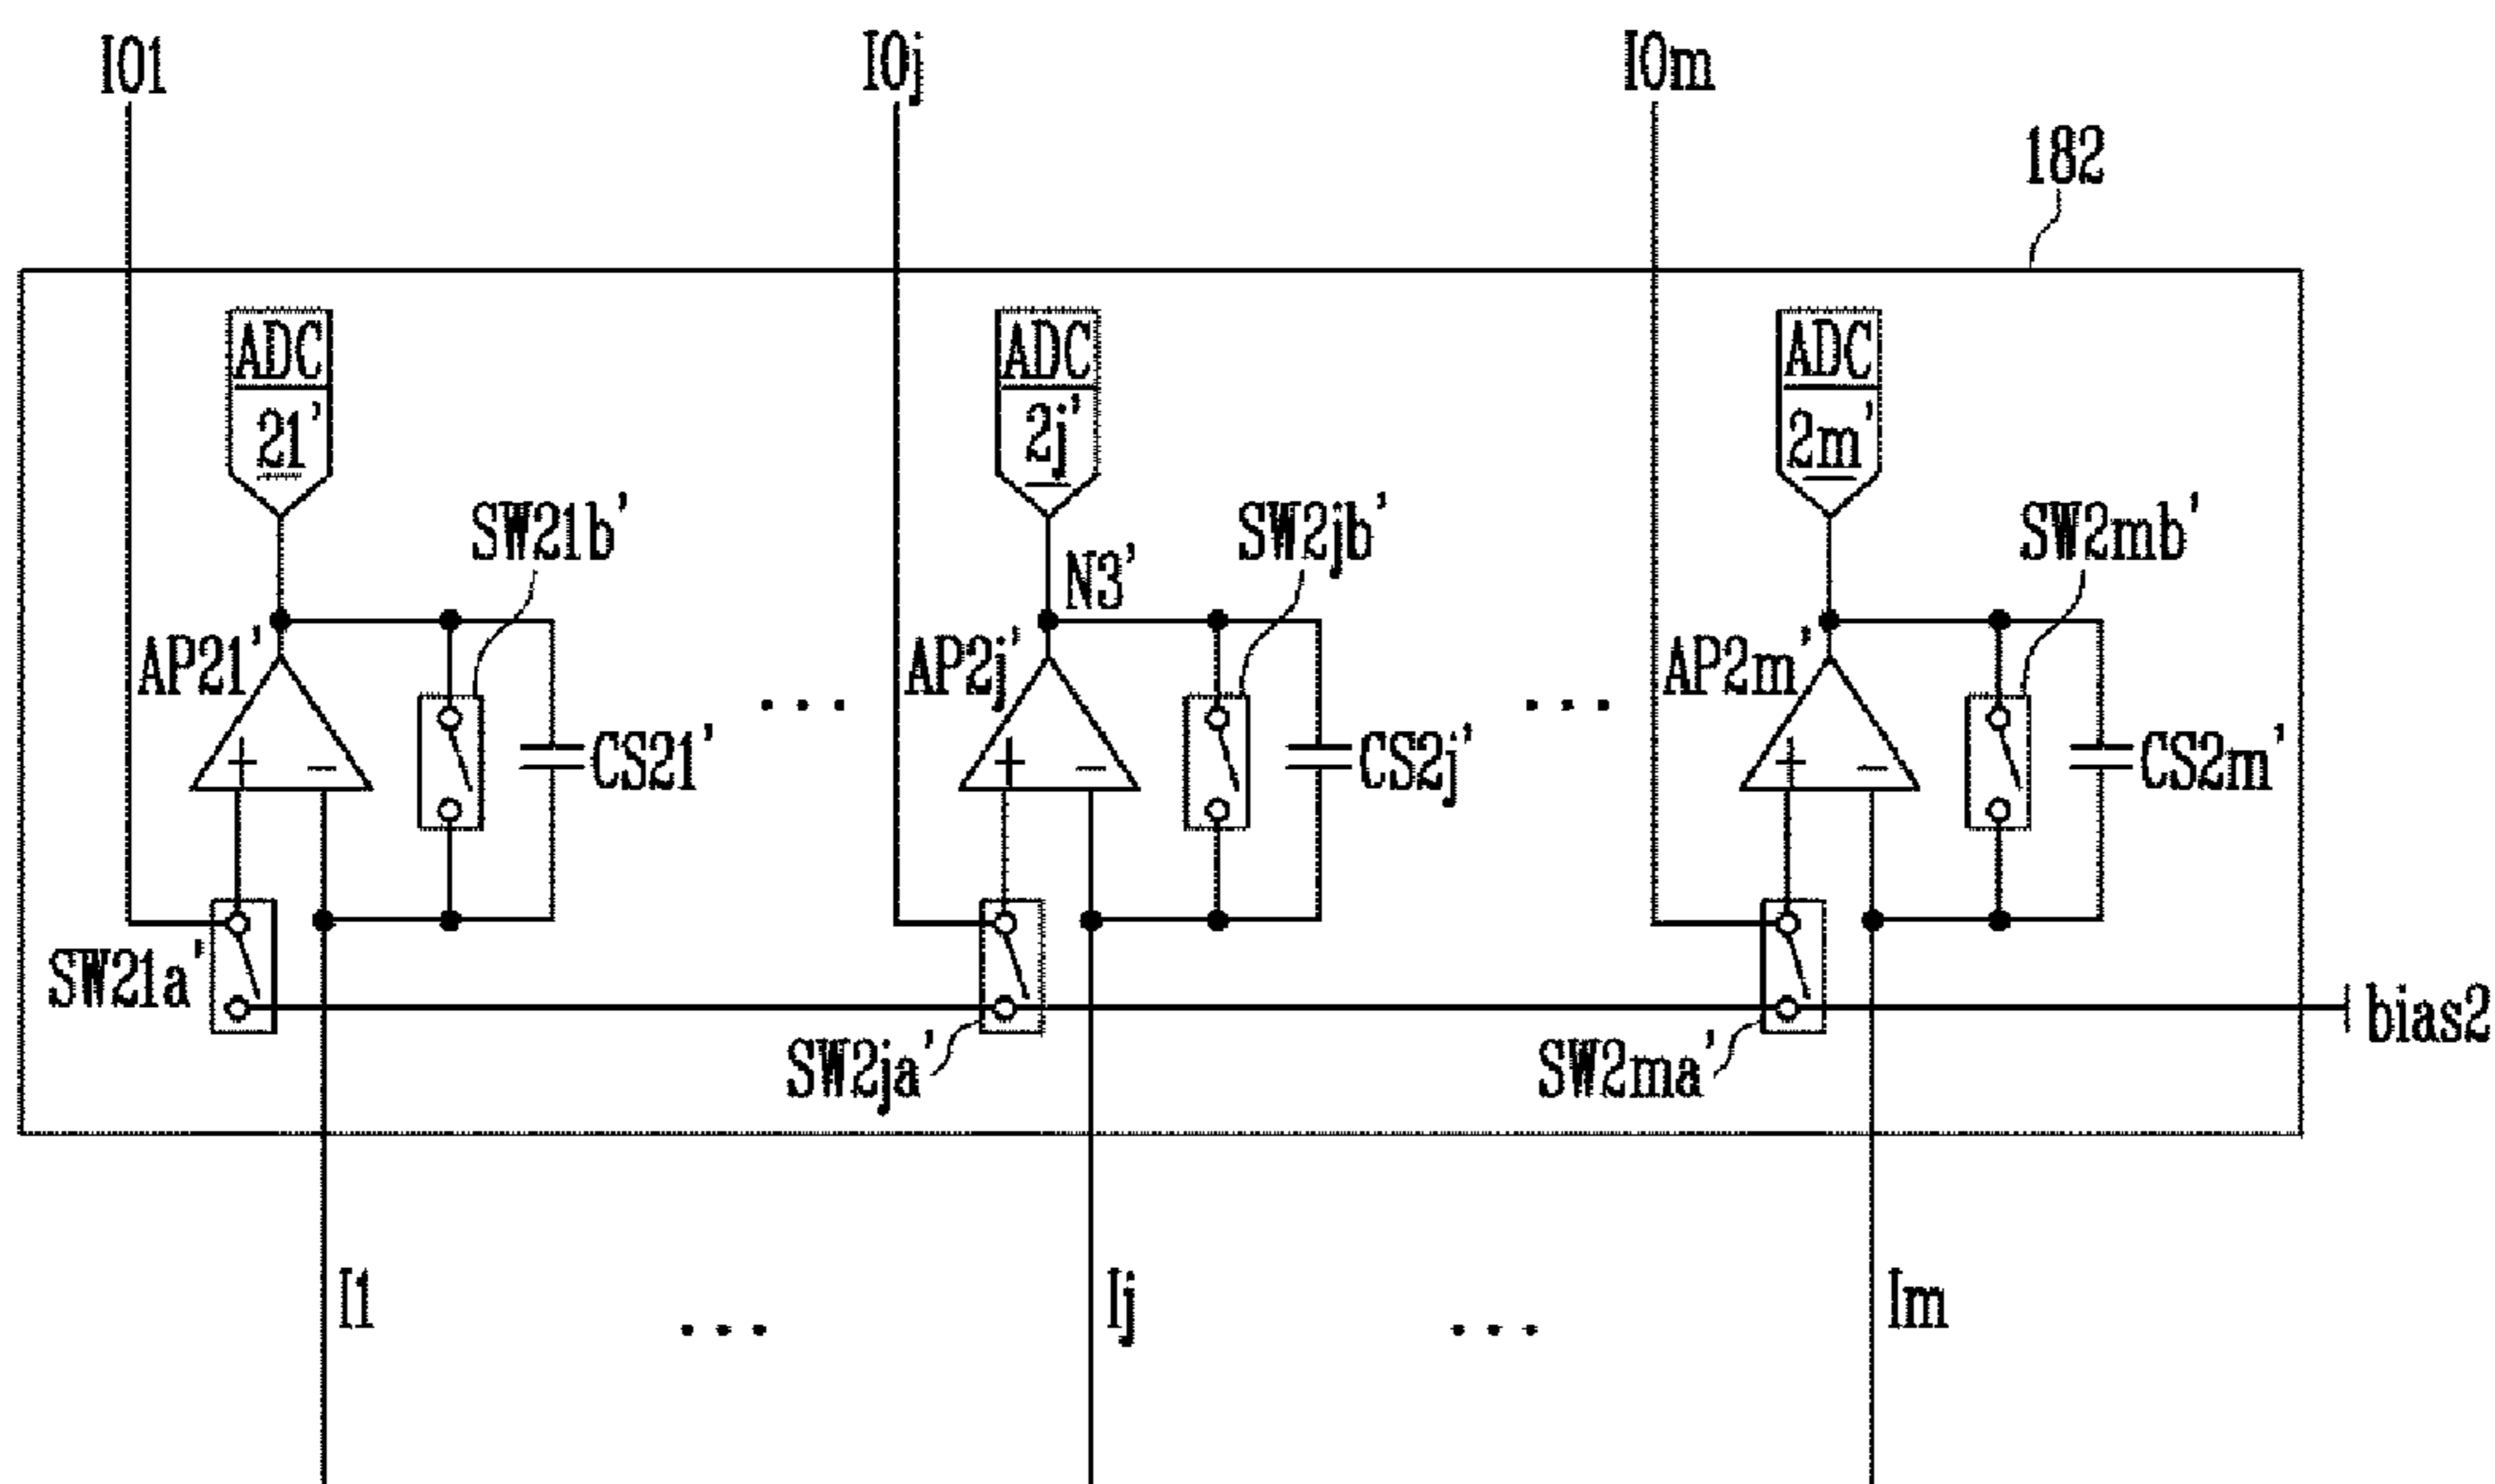 I01
I0j
I0m
182
ADC
21'
ADC
2j'
ADC
2m'
SW21b'
SW2jb'
SW2mb'
N3'
AP21'
AP2j'
AP2m'
+
-
+
-
+
-
CS21'
CS2j'
CS2m'
...
...
SW21a'
SW2ja'
SW2ma'
bias2
I1
Ij
Im
...
...